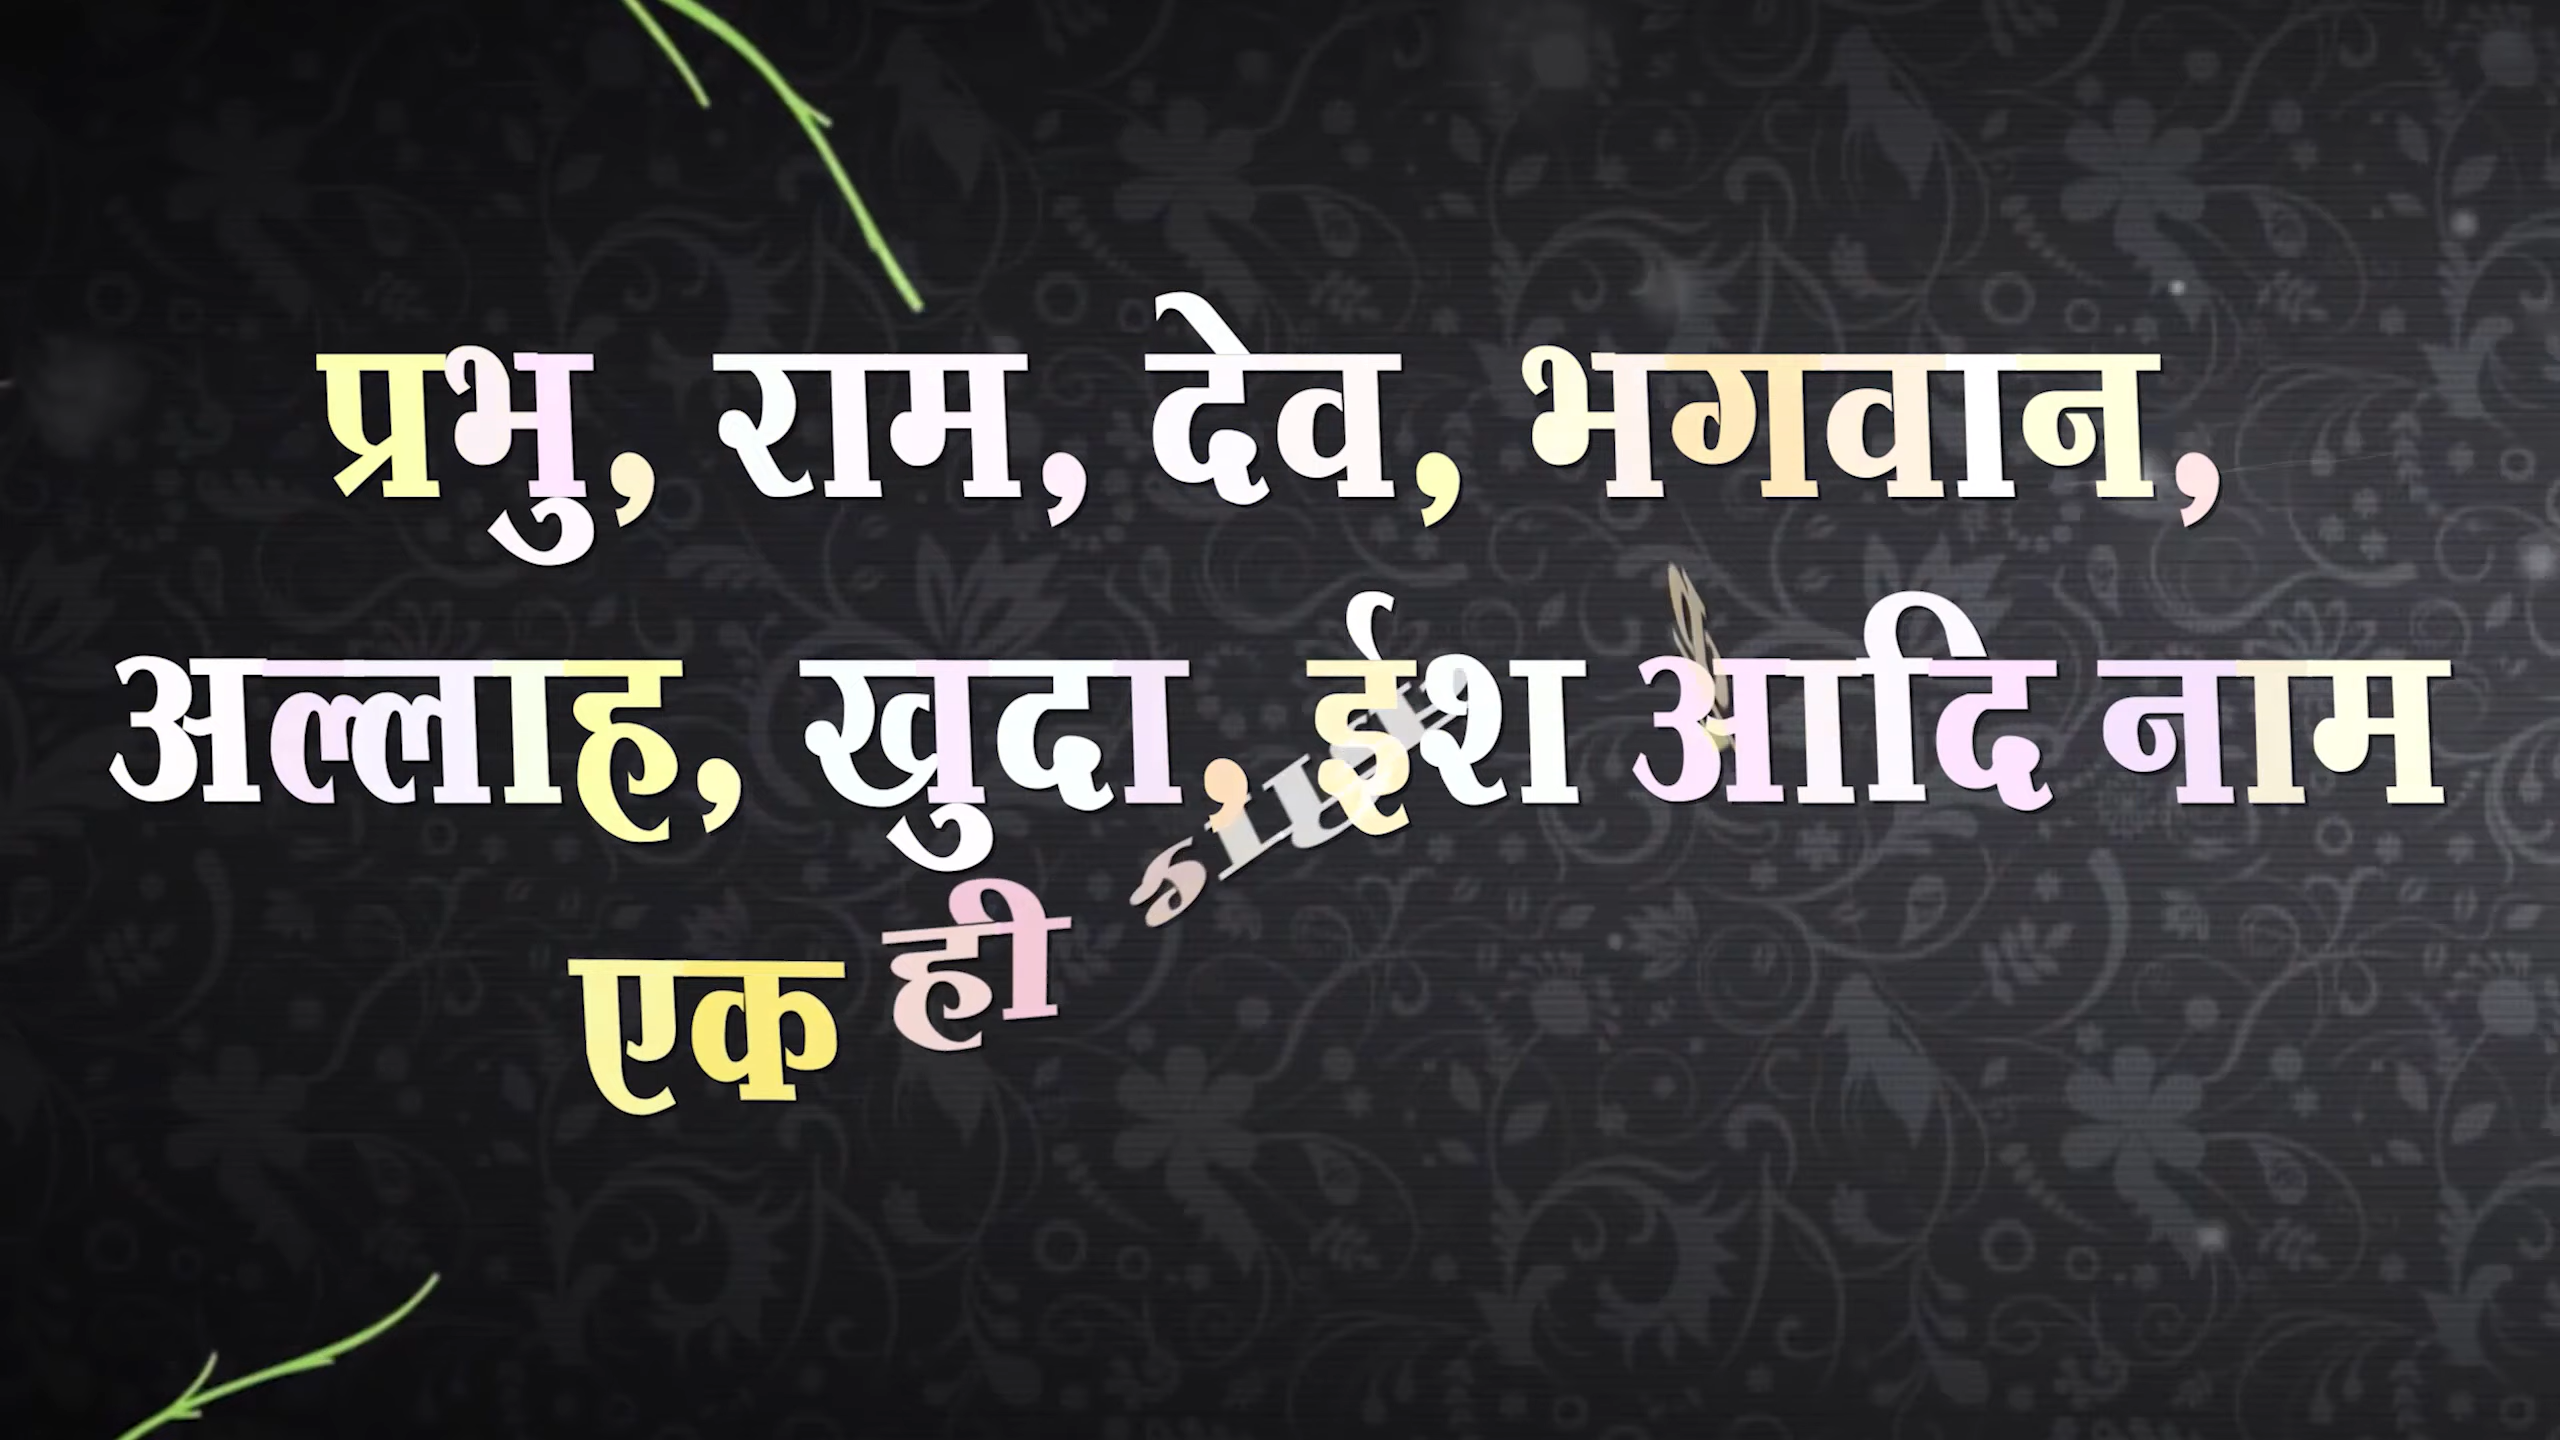 प्रभु, राम, देव, भगवान,
अल्लाह, खुदा, ईश आदि नाम
एक ही